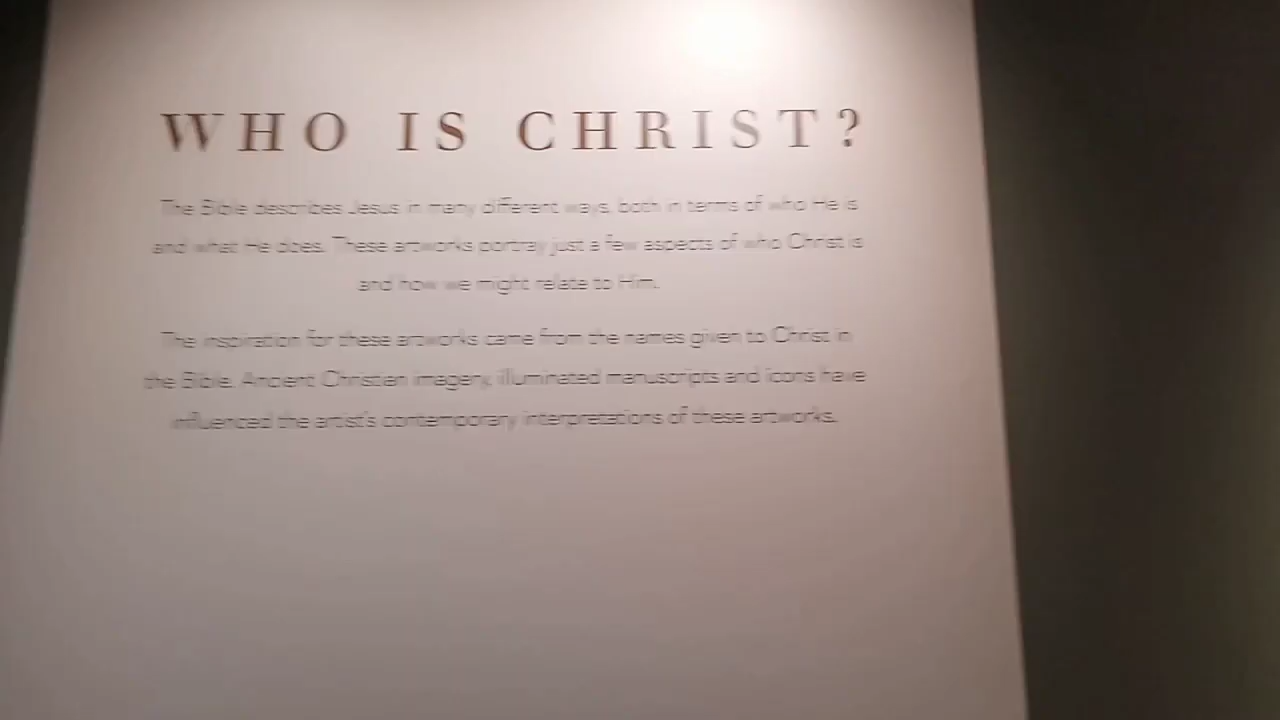 WHO IS CHRIST?
The Bible describes Jesus in many different ways, both in terms of who He is
and what He does. These artworks portray just a few aspects of who Christ is
and how we might relate to Him.
The inspiration for these artworks came from the names given to Christ in
the Bible. Ancient Christian imagery, illuminated manuscripts and icons have
influenced the artist's contemporary interpretations of these artworks.